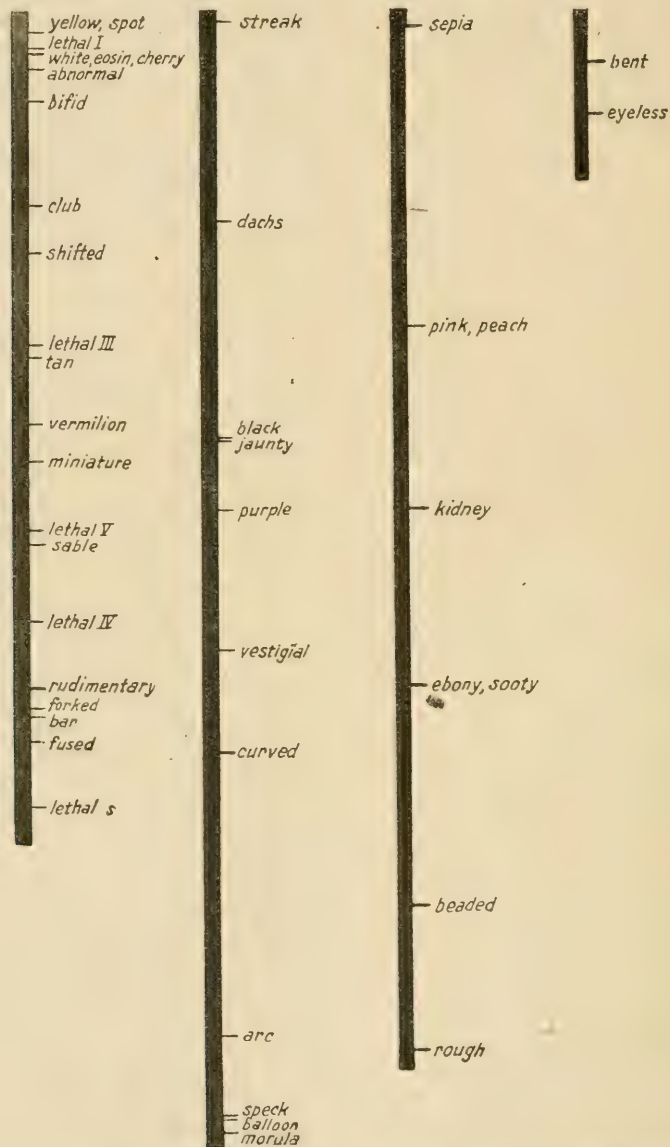 yellow, spot
lethal I
white, eosin, cherry
abnormal
bifid
club
shifted
lethal III
tan
vermilion
miniature
lethal V
sable
lethal IV
rudimentary
forked
bar
fused
lethal s
streak
dachs
black
jaunty
purple
vestigial
curved
arc
speck
balloon
morula
sepia
pink, peach
kidney
ebony, sooty
beaded
rough
bent
eyeless